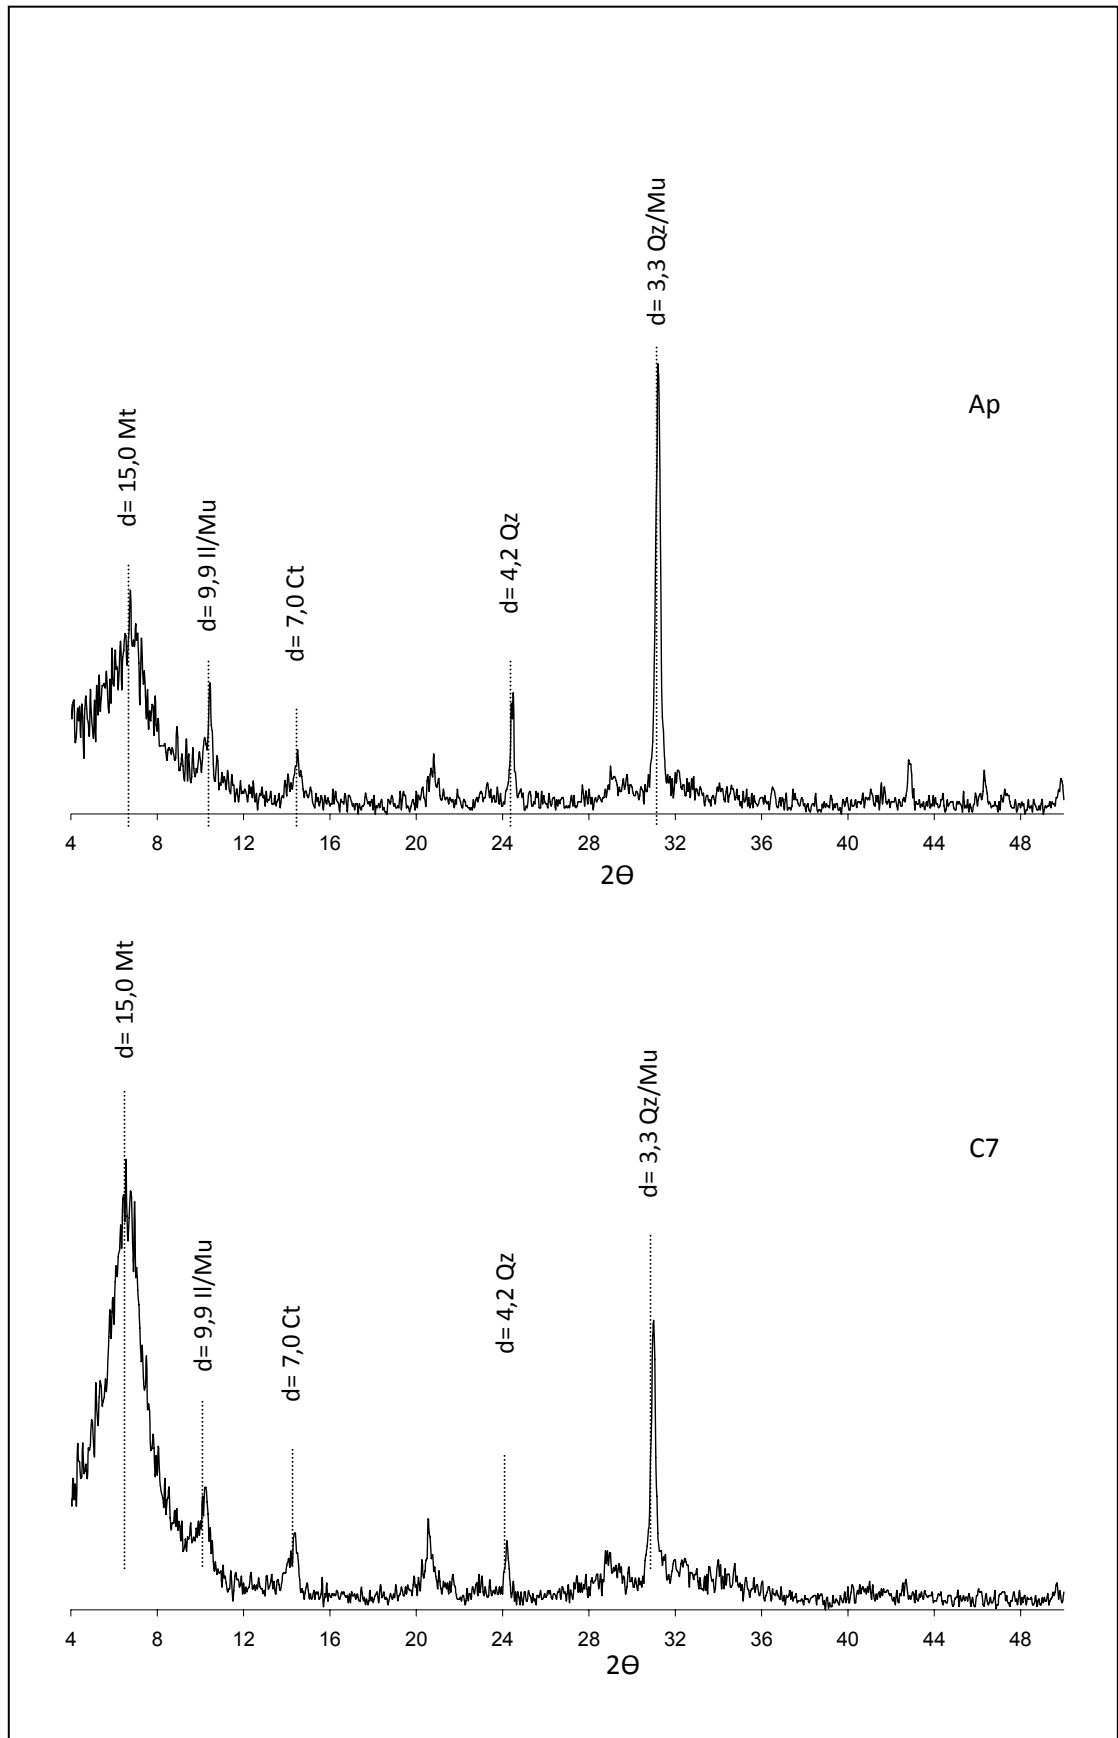 d= 3,3 Qz/Mu
Ap
d= 15,0 Mt
d= 9,9 Il/Mu
d= 4,2 Qz
d= 7,0 Ct
4 8 12 16 20 24 28 32 36 40 44 48
2Θ
d= 15,0 Mt
d= 3,3 Qz/Mu
C7
d= 9,9 Il/Mu
d= 4,2 Qz
d= 7,0 Ct
4 8 12 16 20 24 28 32 36 40 44 48
2Θ